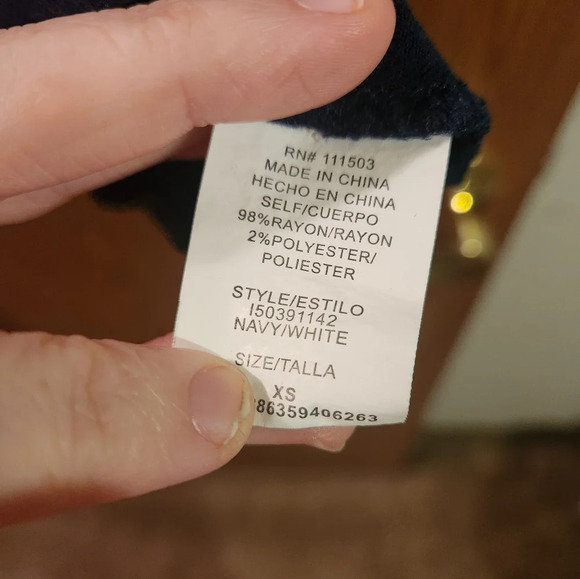 RN# 111503
MADE IN CHINA
HECHO EN CHINA
SELF/CUERPO
98%RAYON/RAYON
2%POLYESTER/
POLIESTER
STYLE/ESTILO
I50391142
NAVY/WHITE
SIZE/TALLA
XS
86359406263